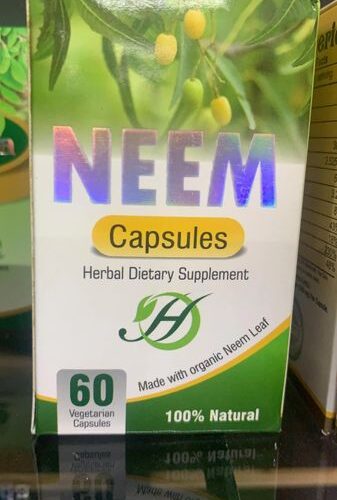 NEEM
Capsules
Herbal Dietary Supplement
H
Made with organic Neem Leaf
60
Vegetarian
Capsules
100% Natural